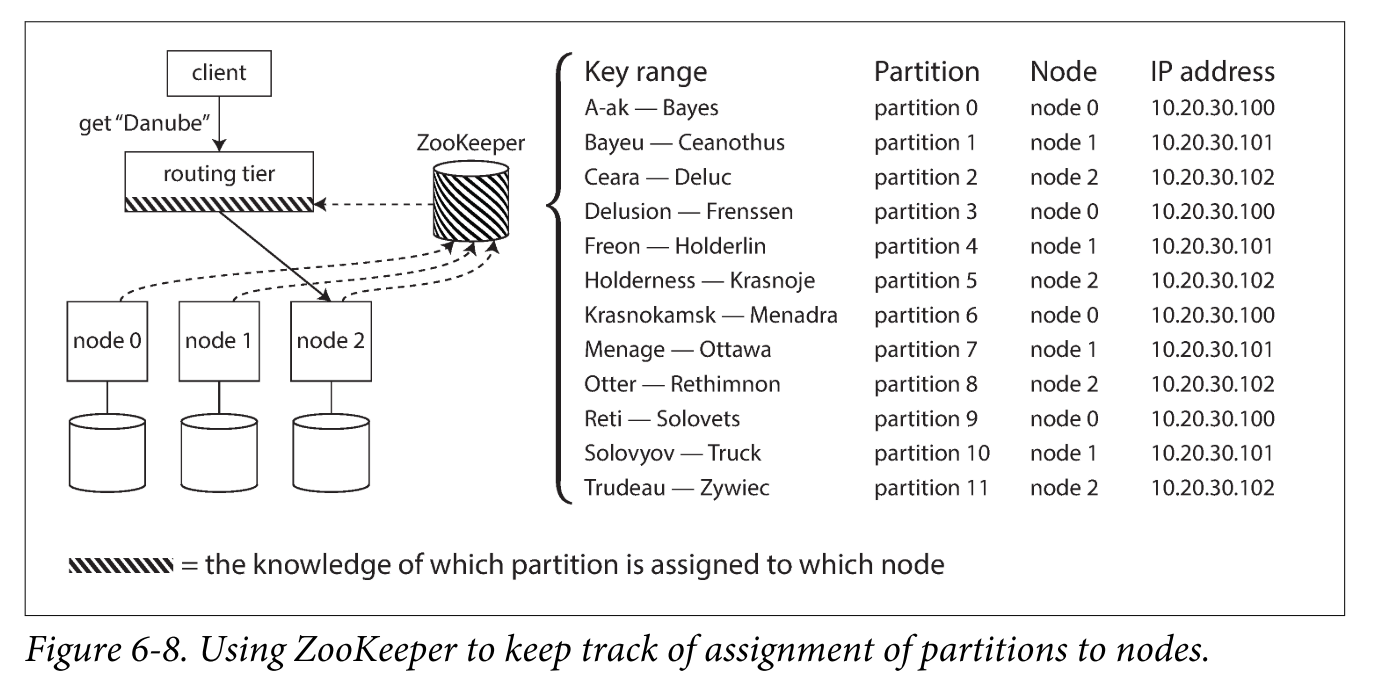 client
get “Danube”
routing tier
ZooKeeper
node 0 node 1 node 2
Key range Partition Node IP address
A-ak — Bayes partition 0 node 0 10.20.30.100
Bayeu — Ceanothus partition 1 node 1 10.20.30.101
Ceara — Deluc partition 2 node 2 10.20.30.102
Delusion — Frenssen partition 3 node 0 10.20.30.100
Freon — Holderlin partition 4 node 1 10.20.30.101
Holderness — Krasnoje partition 5 node 2 10.20.30.102
Krasnokamsk — Menadra partition 6 node 0 10.20.30.100
Menage — Ottawa partition 7 node 1 10.20.30.101
Otter — Rethimnon partition 8 node 2 10.20.30.102
Reti — Solovets partition 9 node 0 10.20.30.100
Solovyov — Truck partition 10 node 1 10.20.30.101
Trudeau — Zywiec partition 11 node 2 10.20.30.102
= the knowledge of which partition is assigned to which node
Figure 6-8. Using ZooKeeper to keep track of assignment of partitions to nodes.